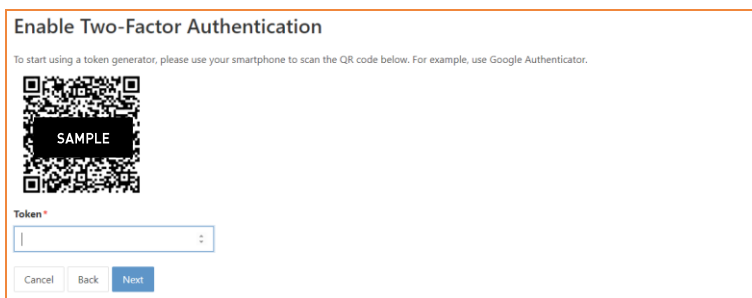 Enable Two-Factor Authentication
To start using a token generator, please use your smartphone to scan the QR code below. For example, use Google Authenticator.
SAMPLE
Token*
Cancel Back Next